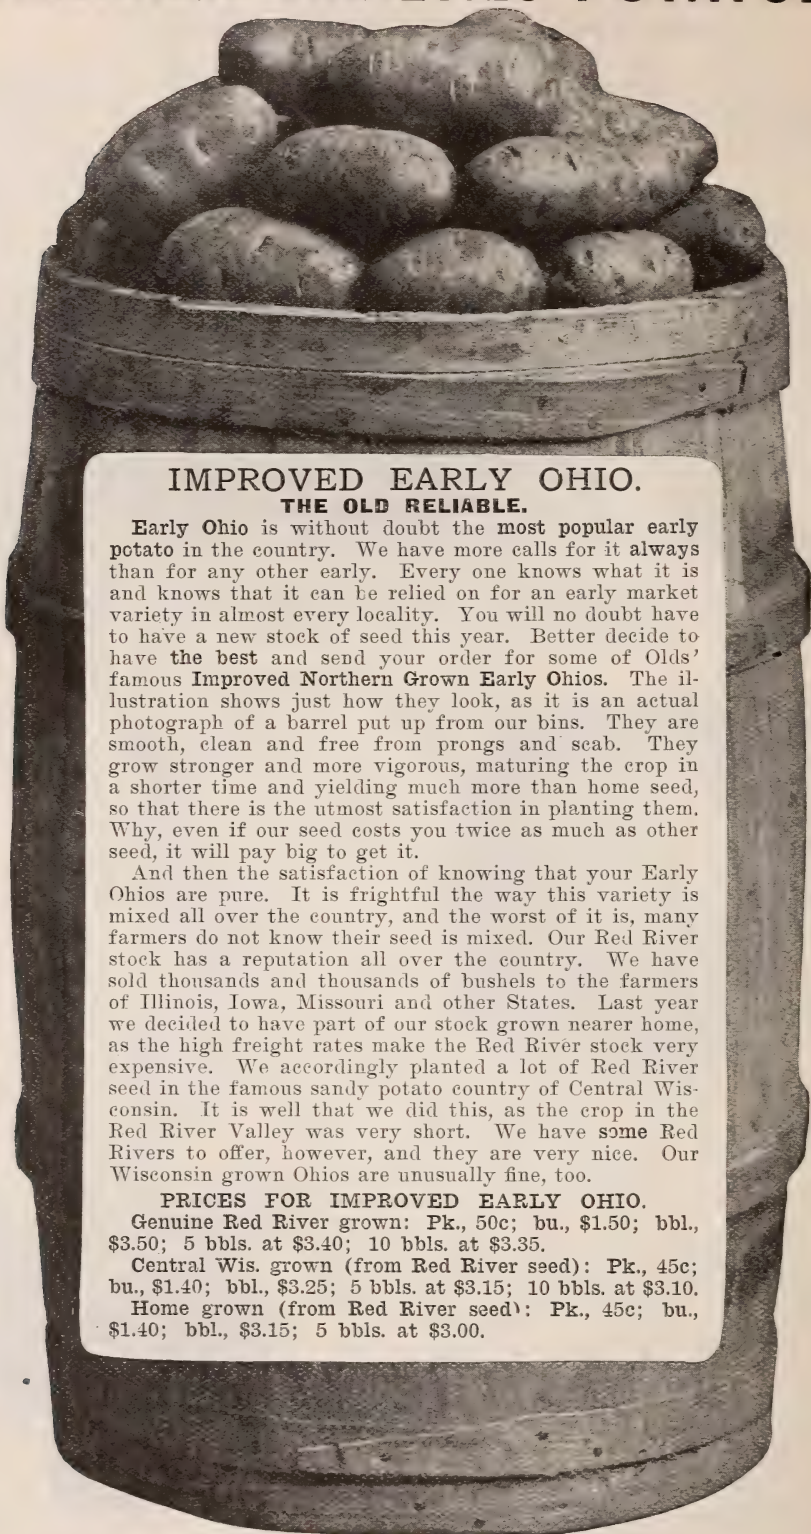 IMPROVED EARLY OHIO.
THE OLD RELIABLE.
Early Ohio is without doubt the most popular early
potato in the country. We have more calls for it always
than for any other early. Every one knows what it is
and knows that it can be relied on for an early market
variety in almost every locality. You will no doubt have
to have a new stock of seed this year. Better decide to
have the best and send your order for some of Olds'
famous Improved Northern Grown Early Ohios. The il-
lustration shows just how they look, as it is an actual
photograph of a barrel put up from our bins. They are
smooth, clean and free from prongs and scab. They
grow stronger and more vigorous, maturing the crop in
a shorter time and yielding much more than home seed,
so that there is the utmost satisfaction in planting them.
Why, even if our seed costs you twice as much as other
seed, it will pay big to get it.
And then the satisfaction of knowing that your Early
Ohios are pure. It is frightful the way this variety is
mixed all over the country, and the worst of it is, many
farmers do not know their seed is mixed. Our Red River
stock has a reputation all over the country. We have
sold thousands and thousands of bushels to the farmers
of Illinois, Iowa, Missouri and other States. Last year
we decided to have part of our stock grown nearer home,
as the high freight rates make the Red River stock very
expensive. We accordingly planted a lot of Red River
seed in the famous sandy potato country of Central Wis-
consin. It is well that we did this, as the crop in the
Red River Valley was very short. We have some Red
Rivers to offer, however, and they are very nice. Our
Wisconsin grown Ohios are unusually fine, too.
PRICES FOR IMPROVED EARLY OHIO.
Genuine Red River grown: Pk., 50c; bu., $1.50; bbl.,
$3.50; 5 bbls. at $3.40; 10 bbls. at $3.35.
Central Wis. grown (from Red River seed): Pk., 45c;
bu., $1.40; bbl., $3.25; 5 bbls. at $3.15; 10 bbls. at $3.10.
Home grown (from Red River seed): Pk., 45c; bu.,
$1.40; bbl., $3.15; 5 bbls. at $3.00.